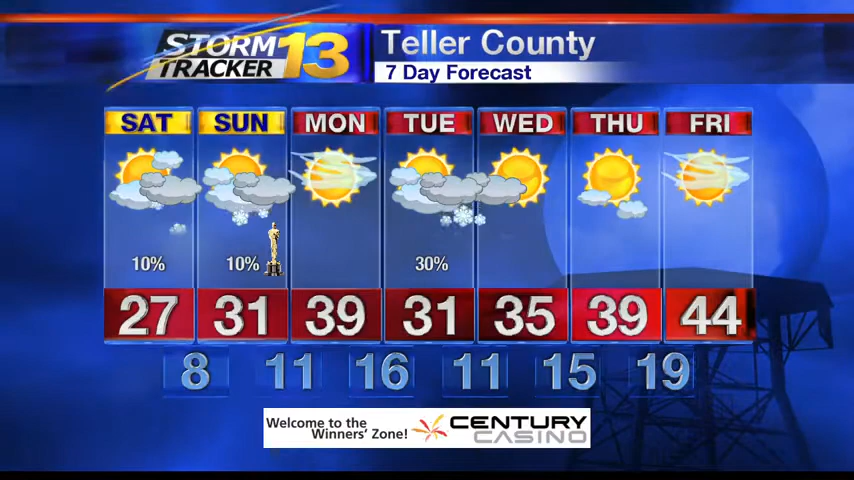 STORM
TRACKER 13
Teller County
7 Day Forecast
SAT SUN MON TUE WED THU FRI
10% 10% 30%
27 31 39 31 35 39 44
8 11 16 11 15 19
Welcome to the
Winners' Zone!
CENTURY
CASINO